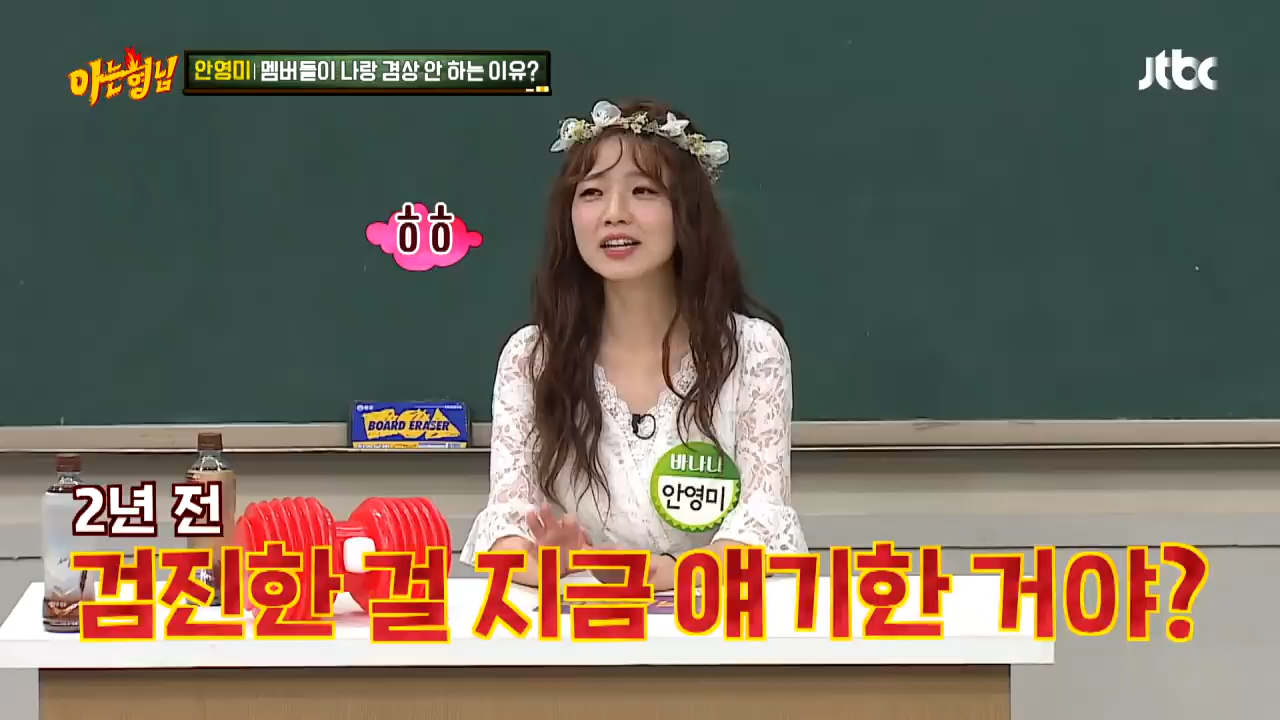 아는형님
안영미 | 멤버들이 나랑 겸상 안 하는 이유?
jtbc
ㅎㅎ
BOARD ERASER
바나나
안영미
2년 전
검진한 걸 지금 얘기한 거야?